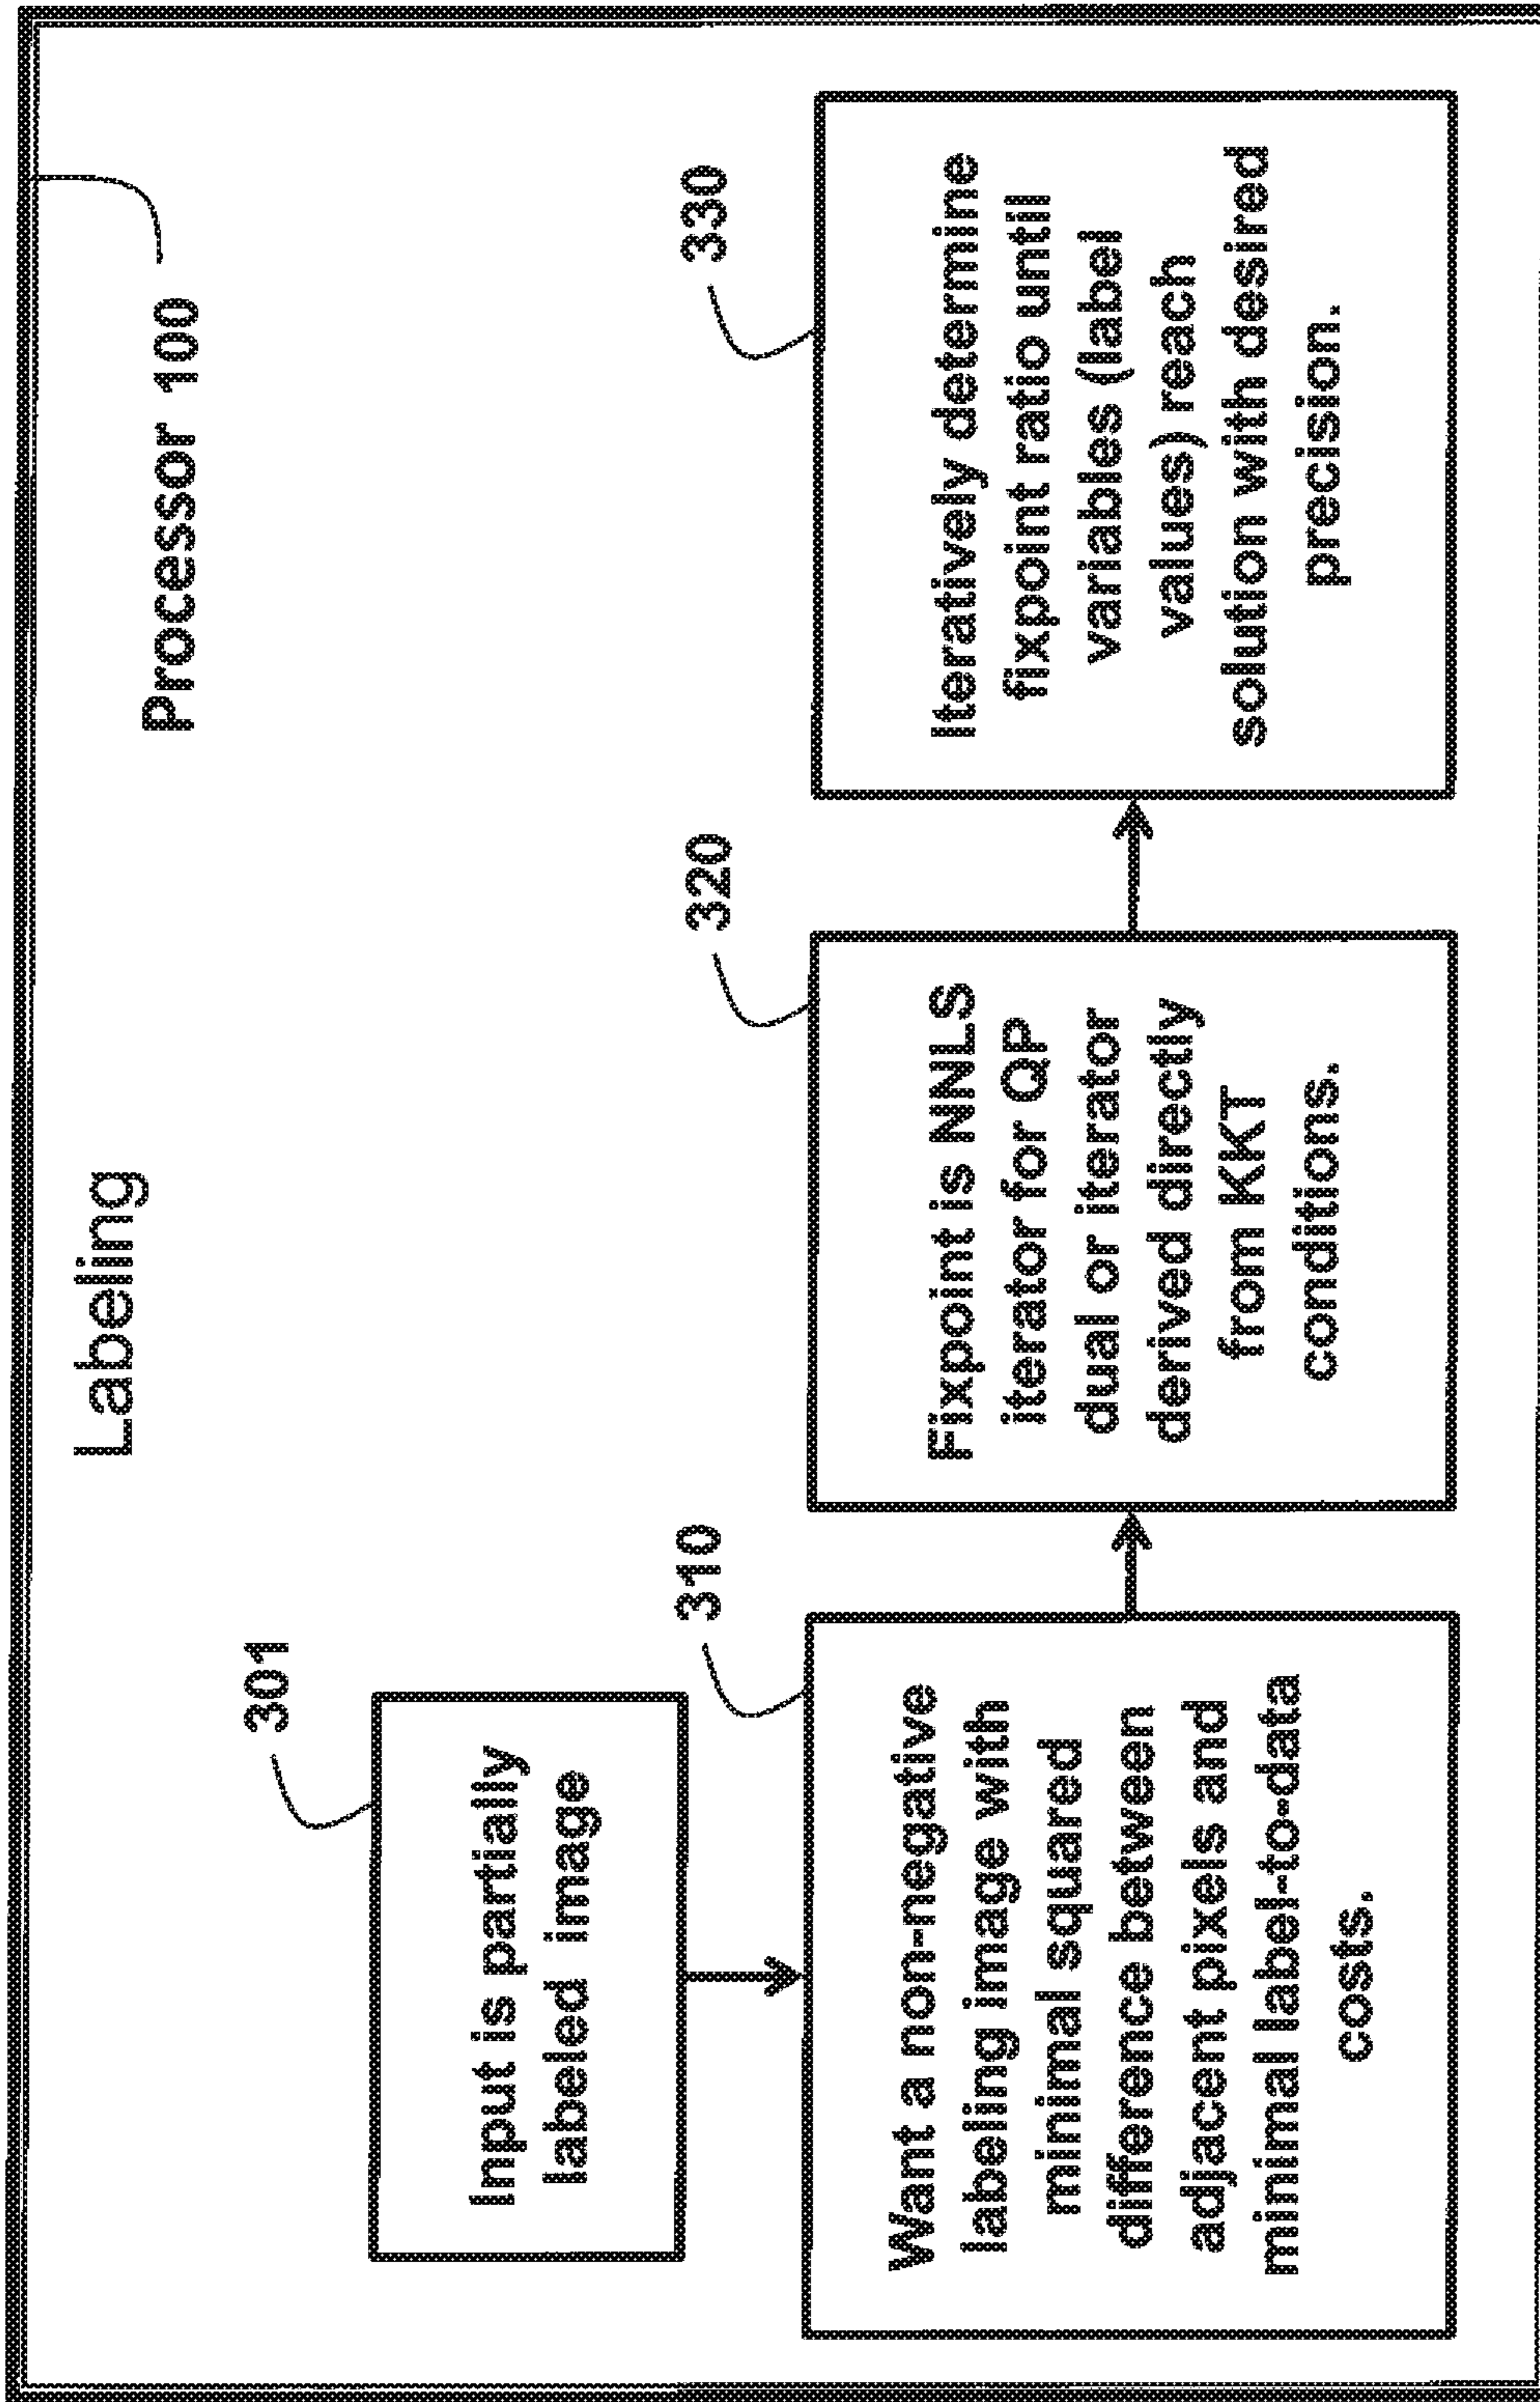 Labeling
Processor 100
301
Input is partially
labeled image
310
Want a non-negative
labeling image with
minimal squared
difference between
adjacent pixels and
minimal label-to-data
costs.
320
Fixpoint is NNLS
iterator for QP
dual or iterator
derived directly
from KKT
conditions.
330
Iteratively determine
fixpoint ratio until
variables (label
values) reach
solution with desired
precision.